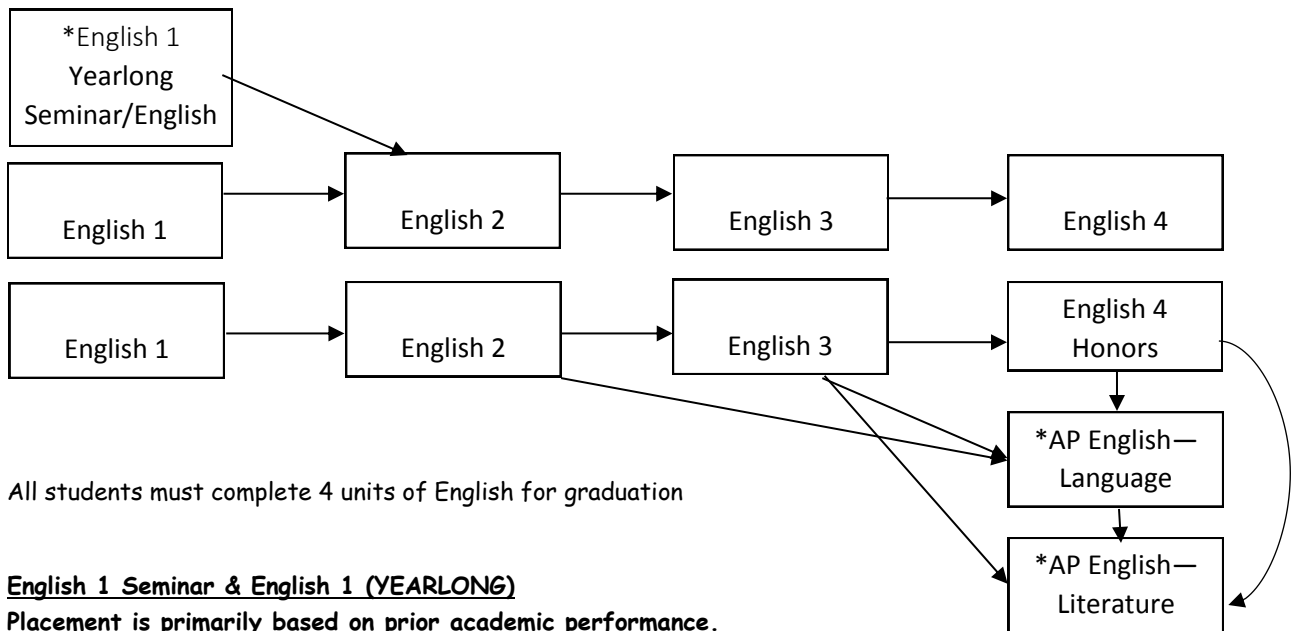 *English 1
Yearlong
Seminar/English
English 1
English 2
English 3
English 4
English 1
English 2
English 3
English 4
Honors
*AP English—
Language
All students must complete 4 units of English for graduation
*AP English—
Literature
English 1 Seminar & English 1 (YEARLONG)
Placement is primarily based on prior academic performance.